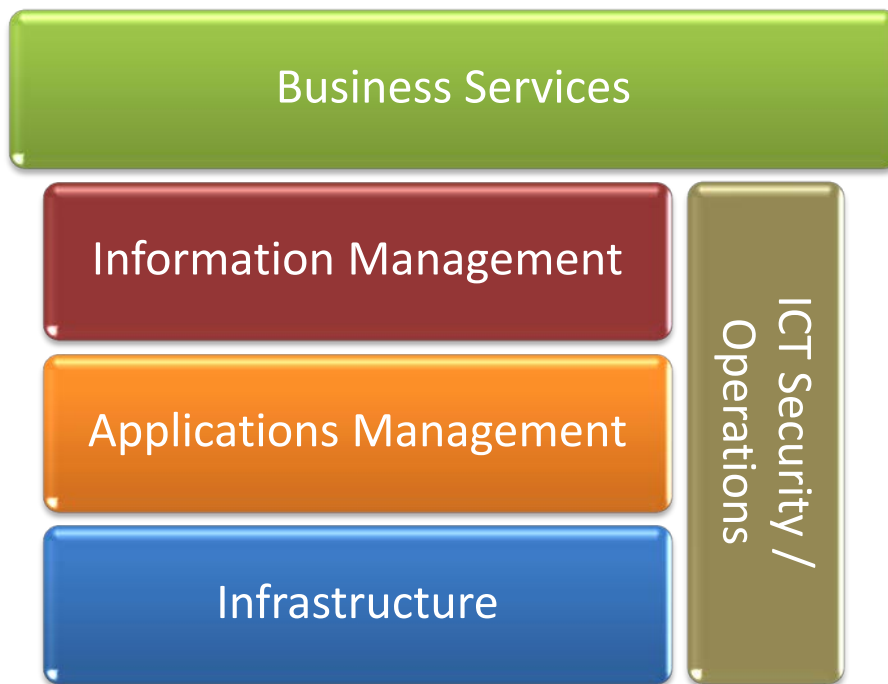 Business Services
Information Management
Applications Management
Infrastructure
ICT Security /
Operations